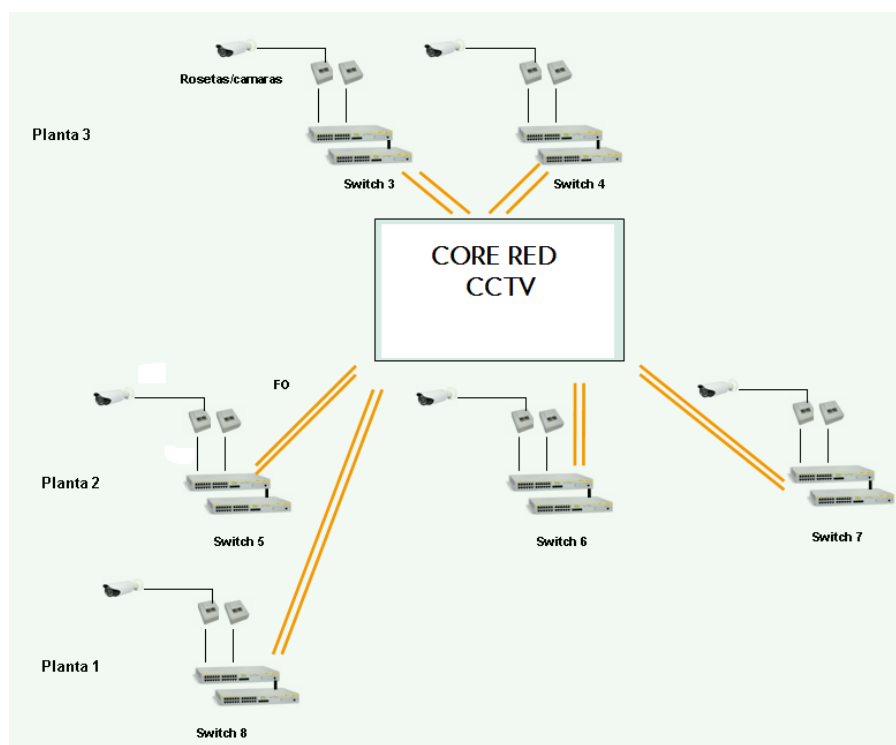 Rosetas/camaras
Planta 3
Switch 3
Switch 4
CORE RED
CCTV
FO
Planta 2
Switch 5
Switch 6
Switch 7
Planta 1
Switch 8